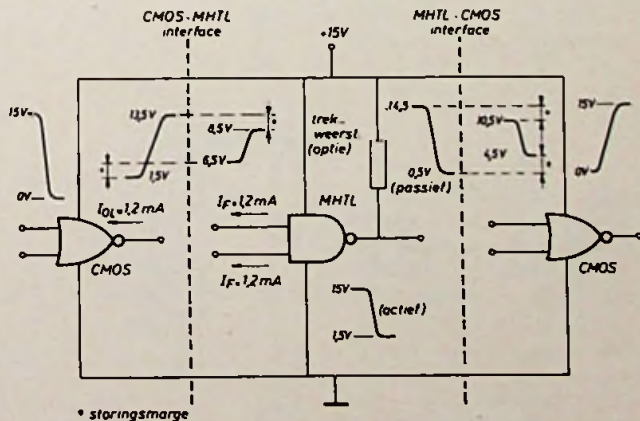 CMOS-MHTL
interface
MHTL-CMOS
interface
+15V
15V
0V
13,5V
1,5V
8,5V
6,5V
trek-
weerst.
(optie)
14,5
0,5V
(passief)
10,5V
4,5V
15V
0V
I_OL=1,2mA
CMOS
I_F=1,2mA
I_F=1,2mA
MHTL
15V
(actief)
1,5V
CMOS
* storingsmarge